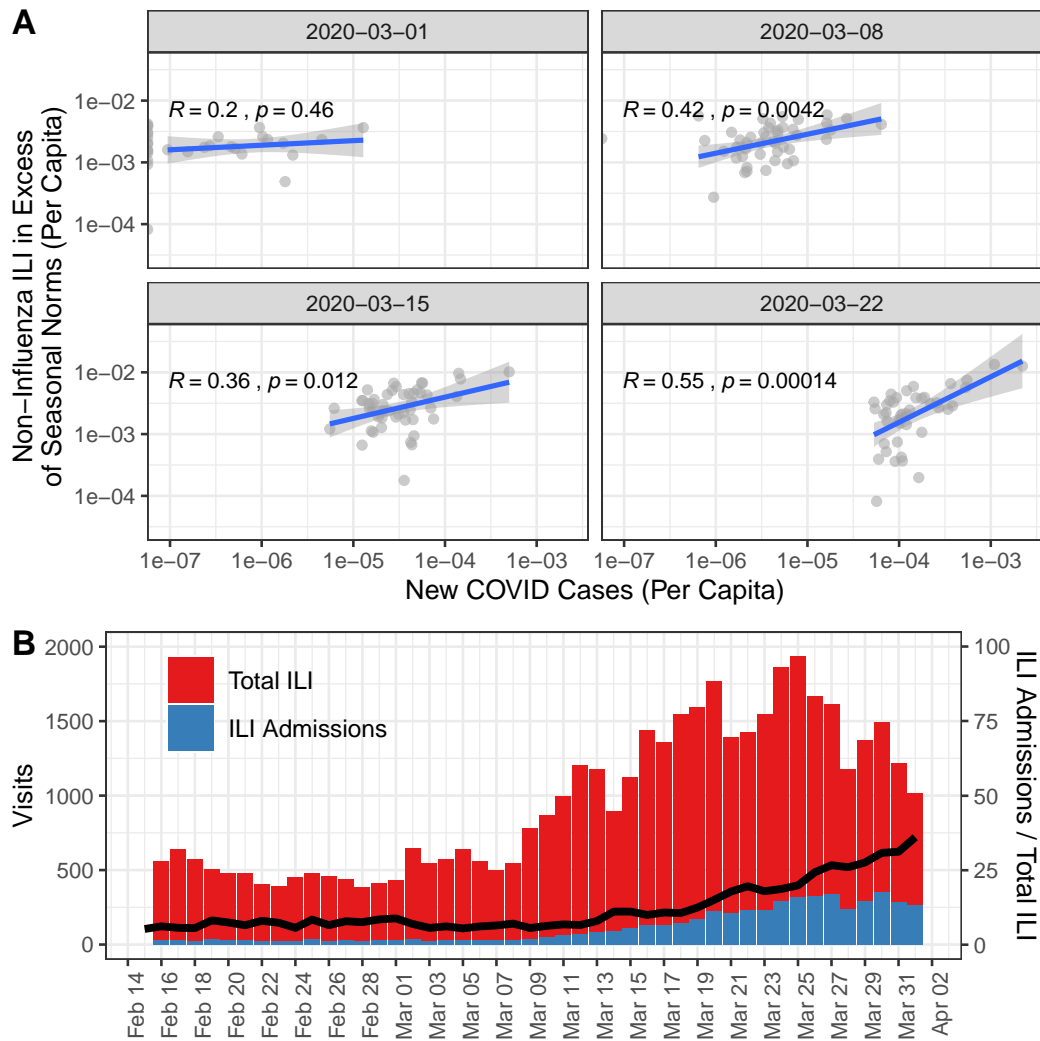 A
2020−03−01
2020−03−08
R = 0.2 , p = 0.46
R = 0.42 , p = 0.0042
1e−02
1e−03
1e−04
2020−03−15
2020−03−22
R = 0.36 , p = 0.012
R = 0.55 , p = 0.00014
1e−02
1e−03
1e−04
Non−Influenza ILI in Excess
of Seasonal Norms (Per Capita)
1e−07 1e−06 1e−05 1e−04 1e−03 1e−07 1e−06 1e−05 1e−04 1e−03
New COVID Cases (Per Capita)
B
Visits
2000
1500
1000
500
0
Total ILI
ILI Admissions
100
75
50
25
0
ILI Admissions / Total ILI
Feb 14
Feb 16
Feb 18
Feb 20
Feb 22
Feb 24
Feb 26
Feb 28
Mar 01
Mar 03
Mar 05
Mar 07
Mar 09
Mar 11
Mar 13
Mar 15
Mar 17
Mar 19
Mar 21
Mar 23
Mar 25
Mar 27
Mar 29
Mar 31
Apr 02